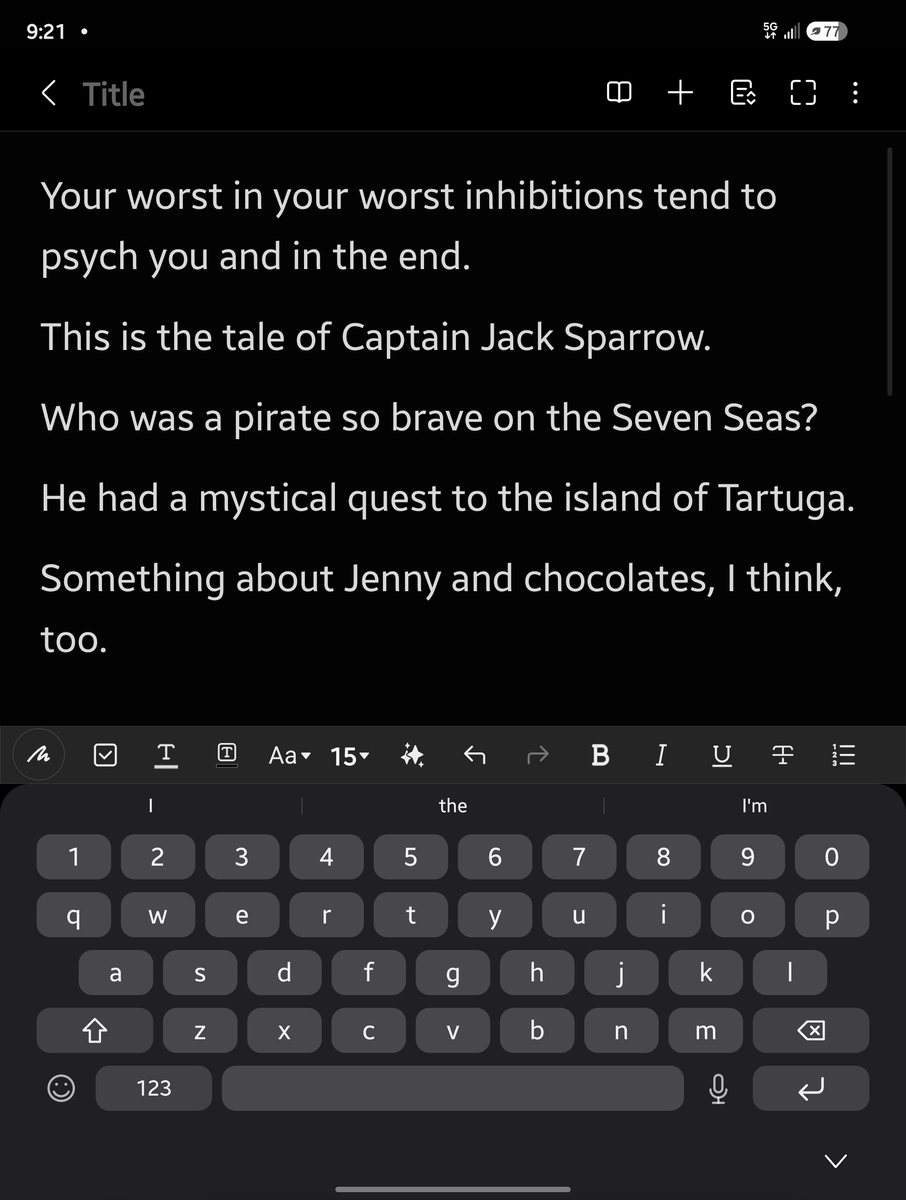 9:21
5G
77
Title
Your worst in your worst inhibitions tend to
psych you and in the end.
This is the tale of Captain Jack Sparrow.
Who was a pirate so brave on the Seven Seas?
He had a mystical quest to the island of Tartuga.
Something about Jenny and chocolates, I think,
too.
T T Aa 15 B I U T 1 2 3
I the I'm
1 2 3 4 5 6 7 8 9 0
q w e r t y u i o p
a s d f g h j k l
z x c v b n m
123